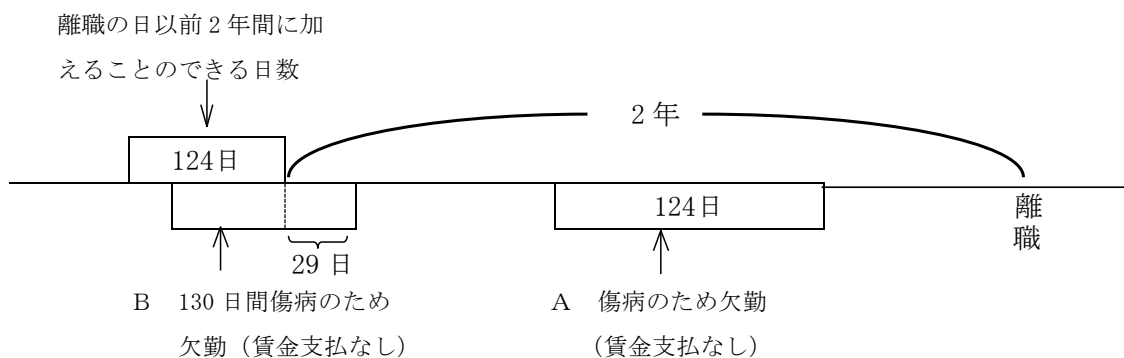 離職の日以前2年間に加
えることのできる日数
2年
124日
124日
離
職
29日
B 130日間傷病のため
欠勤（賃金支払なし）
A 傷病のため欠勤
（賃金支払なし）